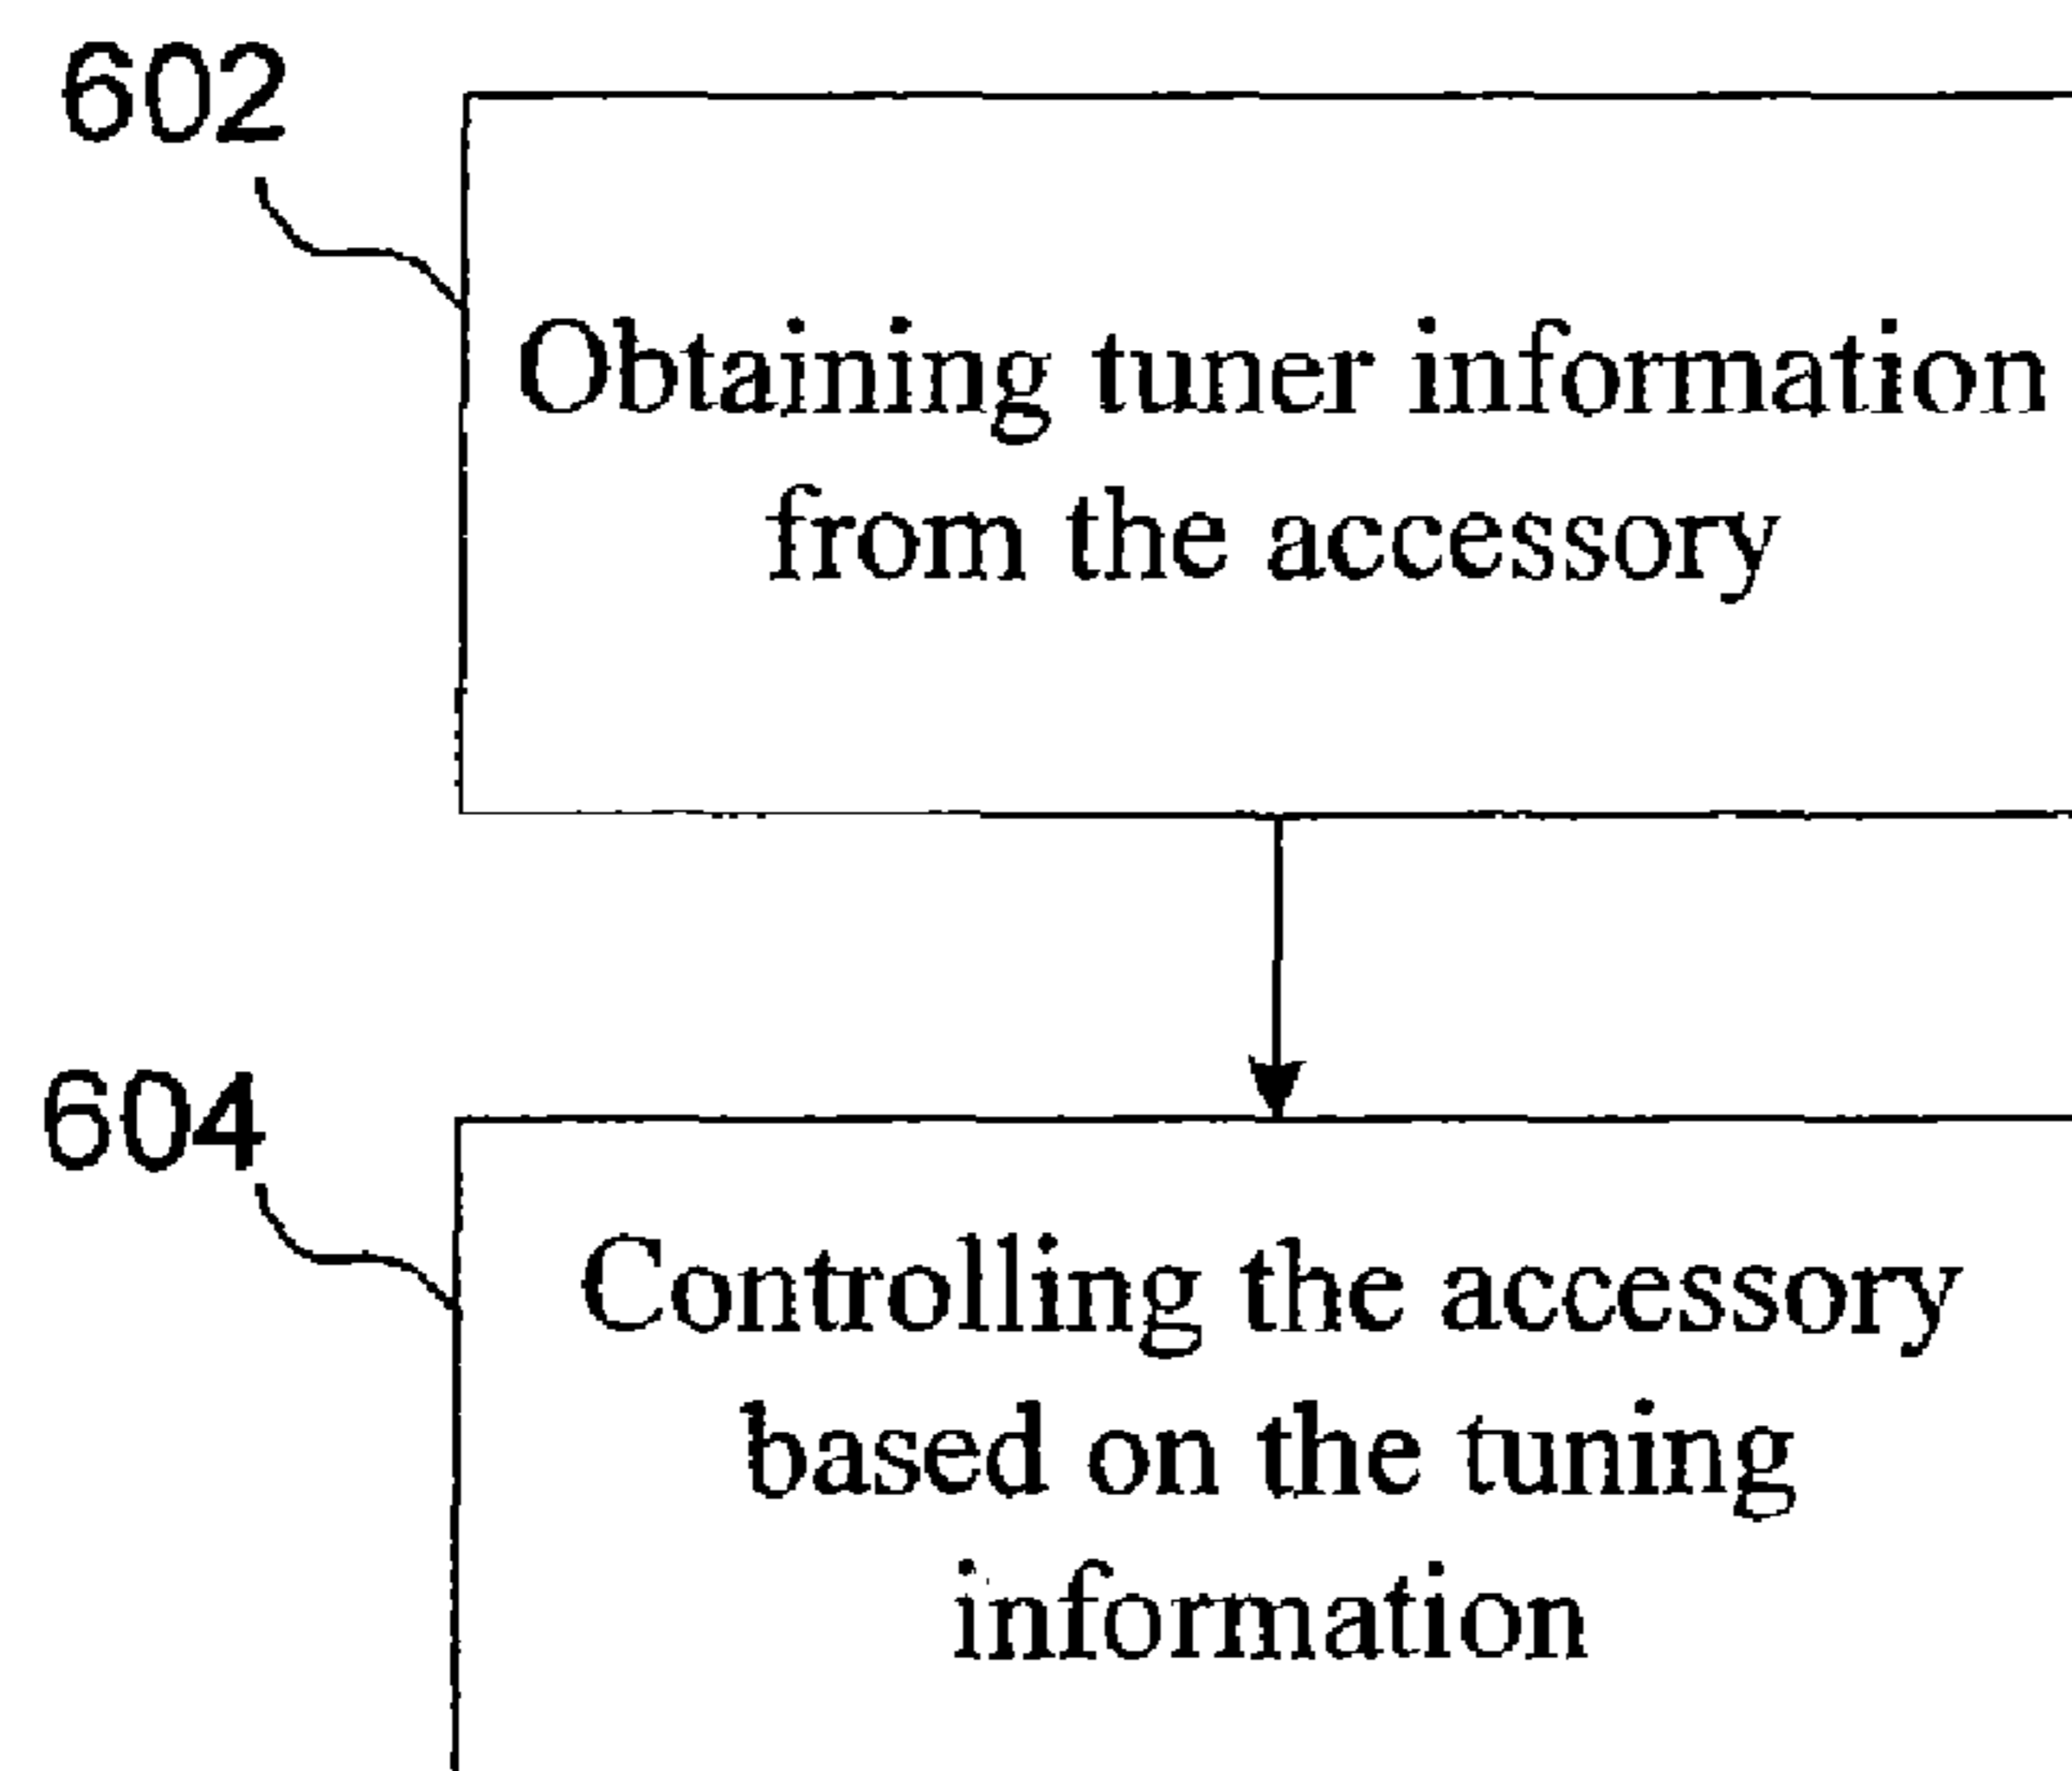 602
Obtaining tuner information
from the accessory
604
Controlling the accessory
based on the tuning
information